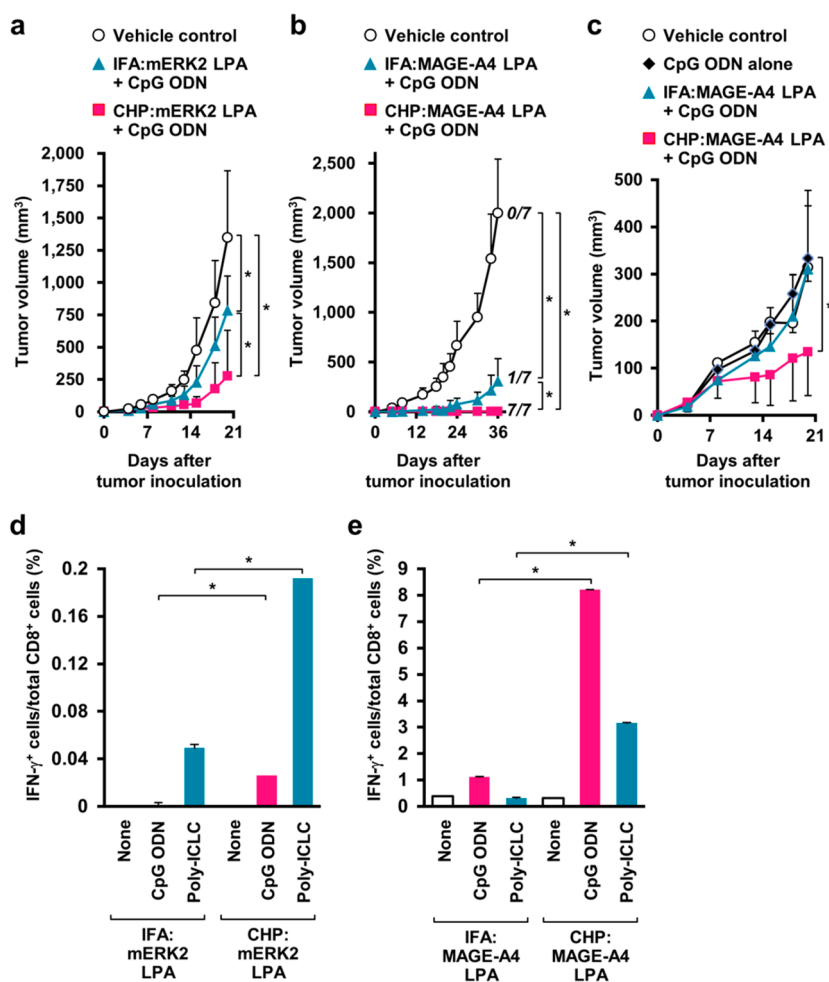 a
Vehicle control
IFA:mERK2 LPA
+ CpG ODN
CHP:mERK2 LPA
+ CpG ODN
Tumor volume (mm³)
2,000
1,750
1,500
1,250
1,000
750
500
250
0
0
7
14
21
*
*
*
Days after
tumor inoculation
b
Vehicle control
IFA:MAGE-A4 LPA
+ CpG ODN
CHP:MAGE-A4 LPA
+ CpG ODN
Tumor volume (mm³)
2,500
2,000
1,500
1,000
500
0
0
12
24
36
0/7
1/7
7/7
*
*
*
Days after
tumor inoculation
c
Vehicle control
CpG ODN alone
IFA:MAGE-A4 LPA
+ CpG ODN
CHP:MAGE-A4 LPA
+ CpG ODN
Tumor volume (mm³)
500
400
300
200
100
0
0
7
14
21
*
Days after
tumor inoculation
d
IFN-γ⁺ cells/total CD8⁺ cells (%)
0.2
0.16
0.12
0.08
0.04
0
*
*
None
CpG ODN
Poly-ICLC
None
CpG ODN
Poly-ICLC
IFA:
mERK2
LPA
CHP:
mERK2
LPA
e
IFN-γ⁺ cells/total CD8⁺ cells (%)
9
8
7
6
5
4
3
2
1
0
*
*
None
CpG ODN
Poly-ICLC
None
CpG ODN
Poly-ICLC
IFA:
MAGE-A4
LPA
CHP:
MAGE-A4
LPA